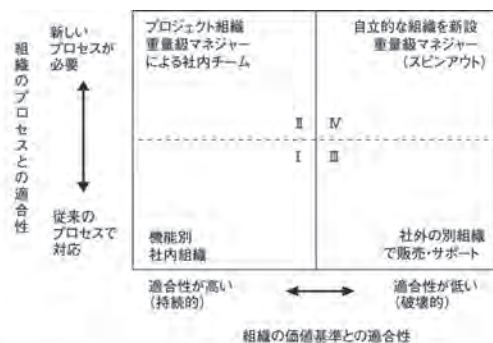 組織のプロセスとの適合性
新しい
プロセスが
必要
従来の
プロセスで
対応
プロジェクト組織
重量級マネジャー
による社内チーム
自立的な組織を新設
重量級マネジャー
(スピンアウト)
Ⅱ Ⅳ
Ⅰ Ⅲ
機能別
社内組織
社外の別組織
で販売・サポート
適合性が高い
(持続的)
適合性が低い
(破壊的)
組織の価値基準との適合性